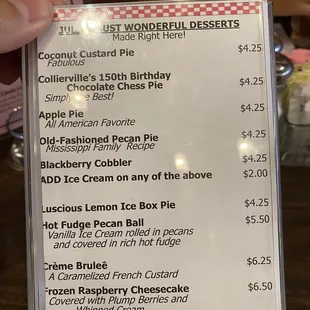 JUST WONDERFUL DESSERTS
Made Right Here!
Coconut Custard Pie $4.25
Fabulous
Collierville's 150th Birthday $4.25
Chocolate Chess Pie
Simply Best!
Apple Pie $4.25
All American Favorite
Old-Fashioned Pecan Pie $4.25
Mississippi Family Recipe
Blackberry Cobbler $4.25
ADD Ice Cream on any of the above $2.00
Luscious Lemon Ice Box Pie $4.25
Hot Fudge Pecan Ball $5.50
Vanilla Ice Cream rolled in pecans
and covered in rich hot fudge
Crème Bruleê $6.25
A Caramelized French Custard
Frozen Raspberry Cheesecake $6.50
Covered with Plump Berries and
Whipped Cream